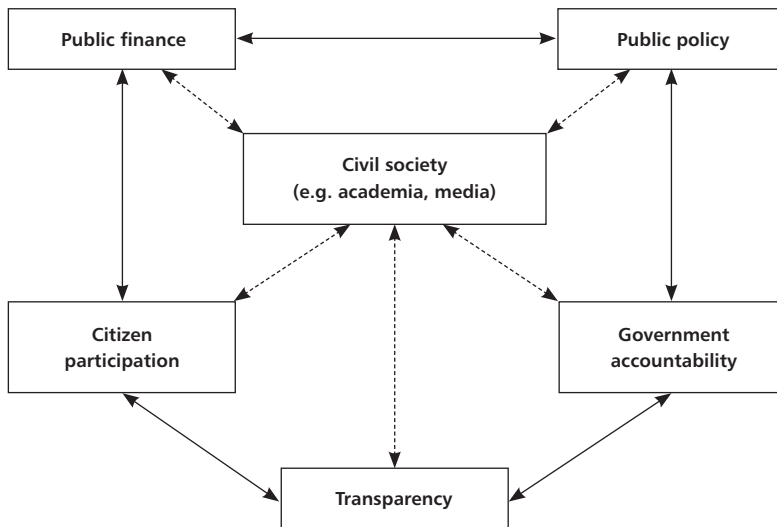 Public finance
Public policy
Civil society
(e.g. academia, media)
Citizen
participation
Government
accountability
Transparency